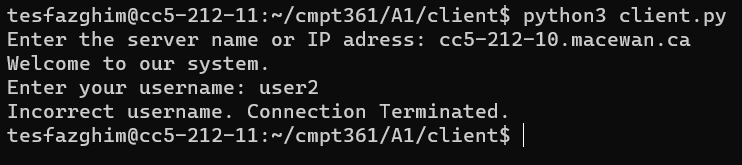 tesfazghim@cc5-212-11:~/cmpt361/A1/client$ python3 client.py
Enter the server name or IP adress: cc5-212-10.macewan.ca
Welcome to our system.
Enter your username: user2
Incorrect username. Connection Terminated.
tesfazghim@cc5-212-11:~/cmpt361/A1/client$